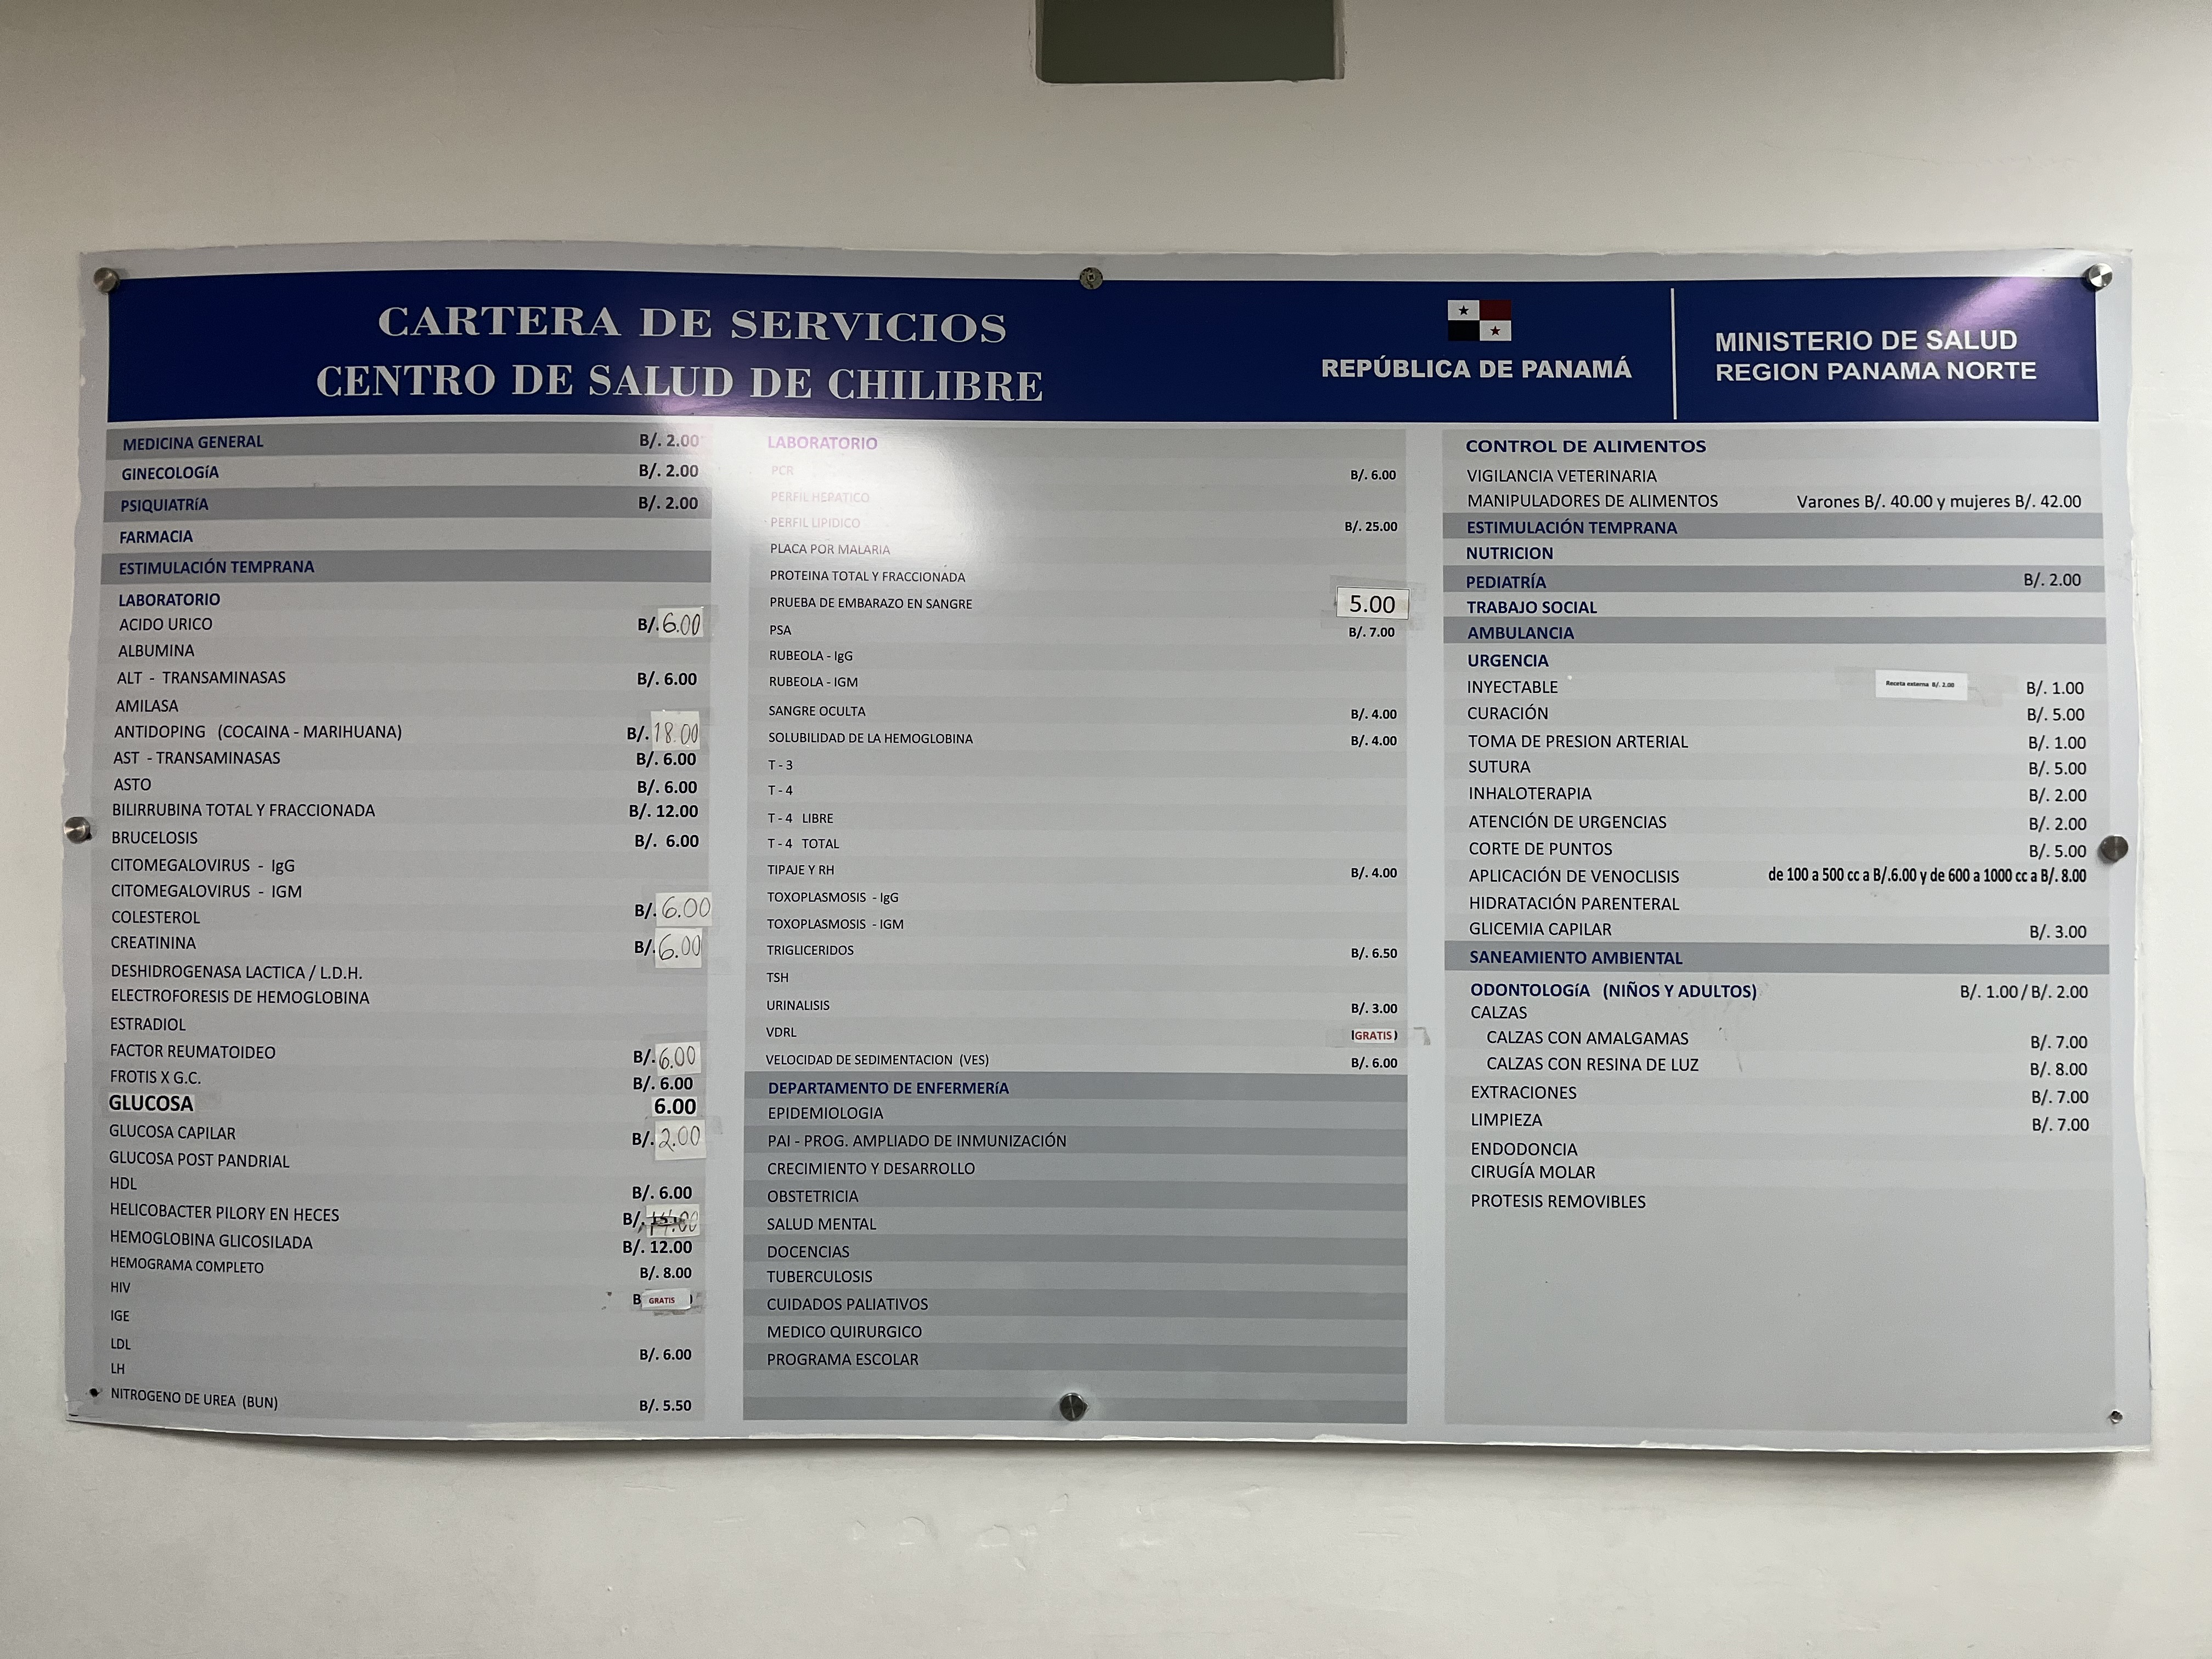 CARTERA DE SERVICIOS
CENTRO DE SALUD DE CHILIBRE
REPÚBLICA DE PANAMÁ
MINISTERIO DE SALUD
REGION PANAMA NORTE
MEDICINA GENERAL B/. 2.00
GINECOLOGíA B/. 2.00
PSIQUIATRíA B/. 2.00
FARMACIA
ESTIMULACIÓN TEMPRANA
LABORATORIO
ACIDO URICO B/. 6.00
ALBUMINA
ALT - TRANSAMINASAS B/. 6.00
AMILASA
ANTIDOPING (COCAINA - MARIHUANA) B/. 18.00
AST - TRANSAMINASAS B/. 6.00
ASTO B/. 6.00
BILIRRUBINA TOTAL Y FRACCIONADA B/. 12.00
BRUCELOSIS B/. 6.00
CITOMEGALOVIRUS - IgG
CITOMEGALOVIRUS - IGM
COLESTEROL B/. 6.00
CREATININA B/. 6.00
DESHIDROGENASA LACTICA / L.D.H.
ELECTROFORESIS DE HEMOGLOBINA
ESTRADIOL
FACTOR REUMATOIDEO B/. 6.00
FROTIS X G.C. B/. 6.00
GLUCOSA 6.00
GLUCOSA CAPILAR B/. 2.00
GLUCOSA POST PANDRIAL
HDL B/. 6.00
HELICOBACTER PILORY EN HECES B/.
HEMOGLOBINA GLICOSILADA B/. 12.00
HEMOGRAMA COMPLETO B/. 8.00
HIV B GRATIS )
IGE
LDL B/. 6.00
LH
NITROGENO DE UREA (BUN) B/. 5.50
LABORATORIO
PCR B/. 6.00
PERFIL HEPATICO
PERFIL LIPIDICO B/. 25.00
PLACA POR MALARIA
PROTEINA TOTAL Y FRACCIONADA
PRUEBA DE EMBARAZO EN SANGRE 5.00
PSA B/. 7.00
RUBEOLA - IgG
RUBEOLA - IGM
SANGRE OCULTA B/. 4.00
SOLUBILIDAD DE LA HEMOGLOBINA B/. 4.00
T - 3
T - 4
T - 4 LIBRE
T - 4 TOTAL
TIPAJE Y RH B/. 4.00
TOXOPLASMOSIS - IgG
TOXOPLASMOSIS - IGM
TRIGLICERIDOS B/. 6.50
TSH
URINALISIS B/. 3.00
VDRL (GRATIS)
VELOCIDAD DE SEDIMENTACION (VES) B/. 6.00
DEPARTAMENTO DE ENFERMERíA
EPIDEMIOLOGIA
PAI - PROG. AMPLIADO DE INMUNIZACIÓN
CRECIMIENTO Y DESARROLLO
OBSTETRICIA
SALUD MENTAL
DOCENCIAS
TUBERCULOSIS
CUIDADOS PALIATIVOS
MEDICO QUIRURGICO
PROGRAMA ESCOLAR
CONTROL DE ALIMENTOS
VIGILANCIA VETERINARIA
MANIPULADORES DE ALIMENTOS Varones B/. 40.00 y mujeres B/. 42.00
ESTIMULACIÓN TEMPRANA
NUTRICION
PEDIATRÍA B/. 2.00
TRABAJO SOCIAL
AMBULANCIA
URGENCIA
INYECTABLE Receta externa B/. 2.00 B/. 1.00
CURACIÓN B/. 5.00
TOMA DE PRESION ARTERIAL B/. 1.00
SUTURA B/. 5.00
INHALOTERAPIA B/. 2.00
ATENCIÓN DE URGENCIAS B/. 2.00
CORTE DE PUNTOS B/. 5.00
APLICACIÓN DE VENOCLISIS de 100 a 500 cc a B/.6.00 y de 600 a 1000 cc a B/. 8.00
HIDRATACIÓN PARENTERAL
GLICEMIA CAPILAR B/. 3.00
SANEAMIENTO AMBIENTAL
ODONTOLOGíA (NIÑOS Y ADULTOS) B/. 1.00 / B/. 2.00
CALZAS
CALZAS CON AMALGAMAS B/. 7.00
CALZAS CON RESINA DE LUZ B/. 8.00
EXTRACIONES B/. 7.00
LIMPIEZA B/. 7.00
ENDODONCIA
CIRUGÍA MOLAR
PROTESIS REMOVIBLES